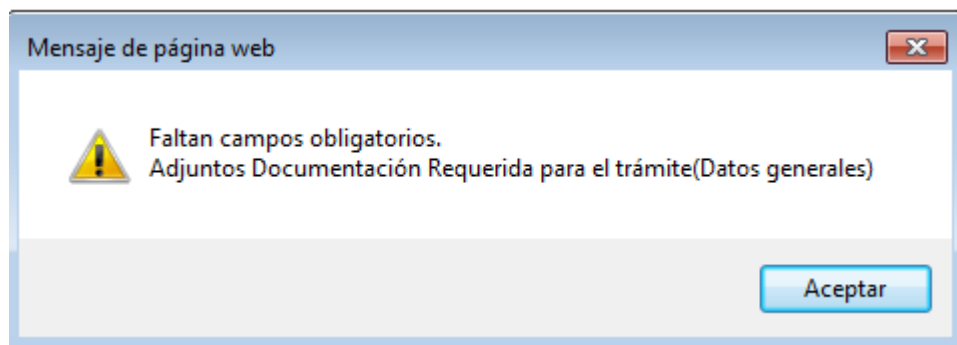 Mensaje de página web
Faltan campos obligatorios.
Adjuntos Documentación Requerida para el trámite(Datos generales)
Aceptar